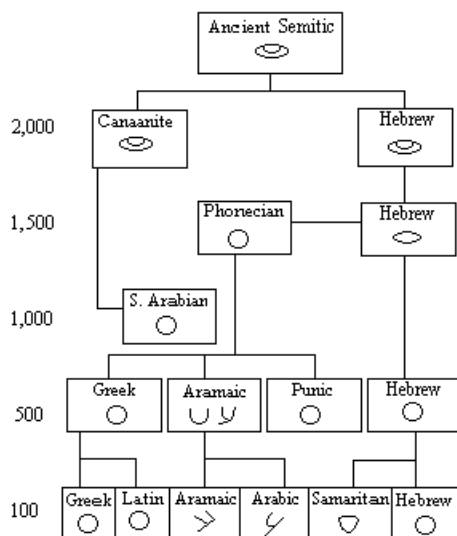 Ancient Semitic
2,000
Canaanite
Hebrew
1,500
Phonecian
Hebrew
1,000
S. Arabian
500
Greek
Aramaic
Punic
Hebrew
100
Greek
Latin
Aramaic
Arabic
Samaritan
Hebrew